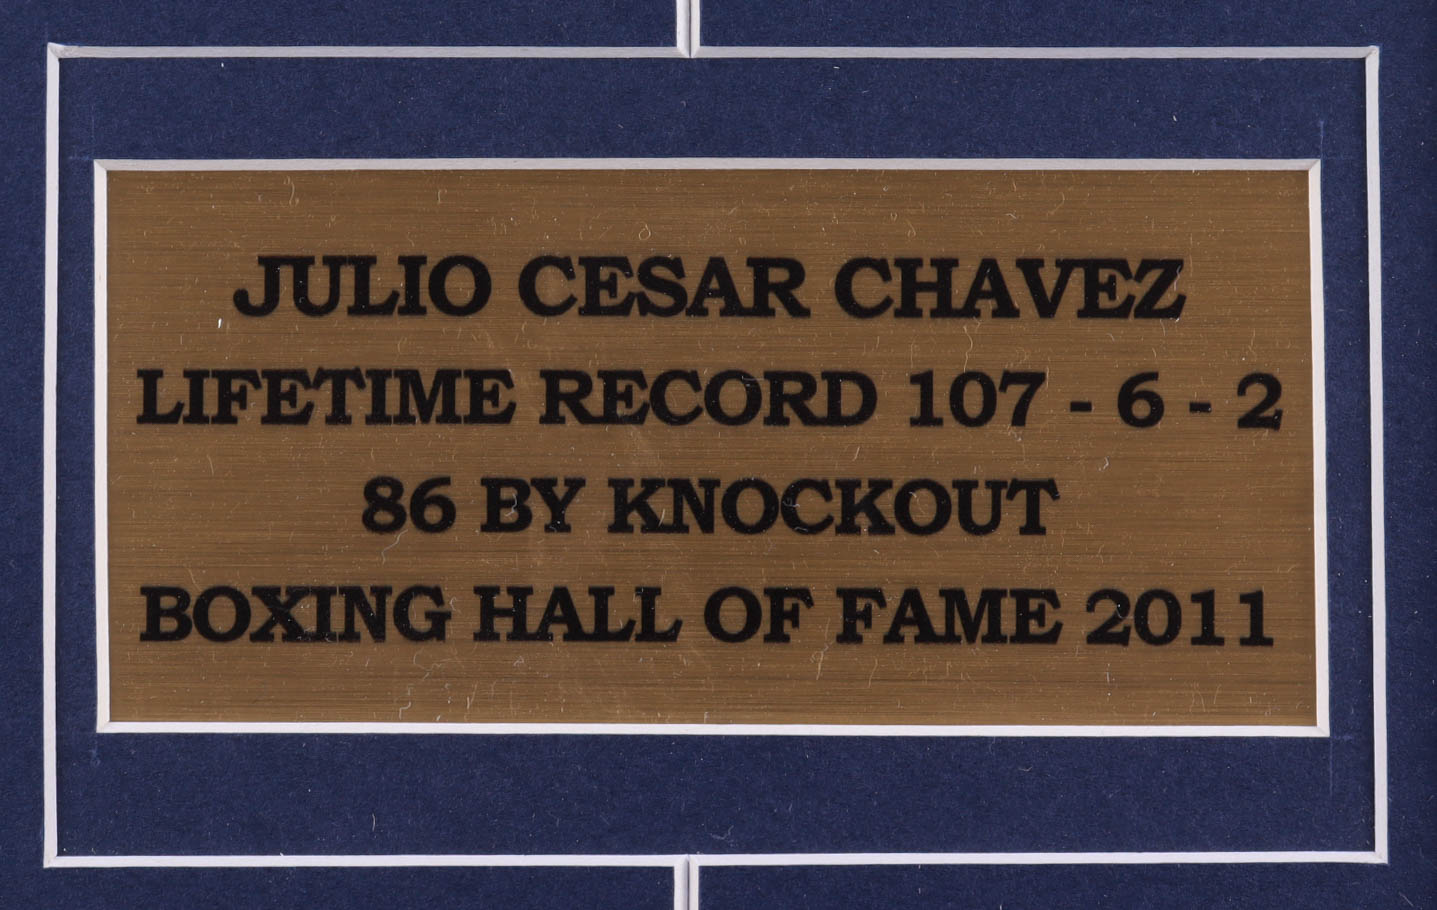 JULIO CESAR CHAVEZ
LIFETIME RECORD 107 - 6 - 2
86 BY KNOCKOUT
BOXING HALL OF FAME 2011